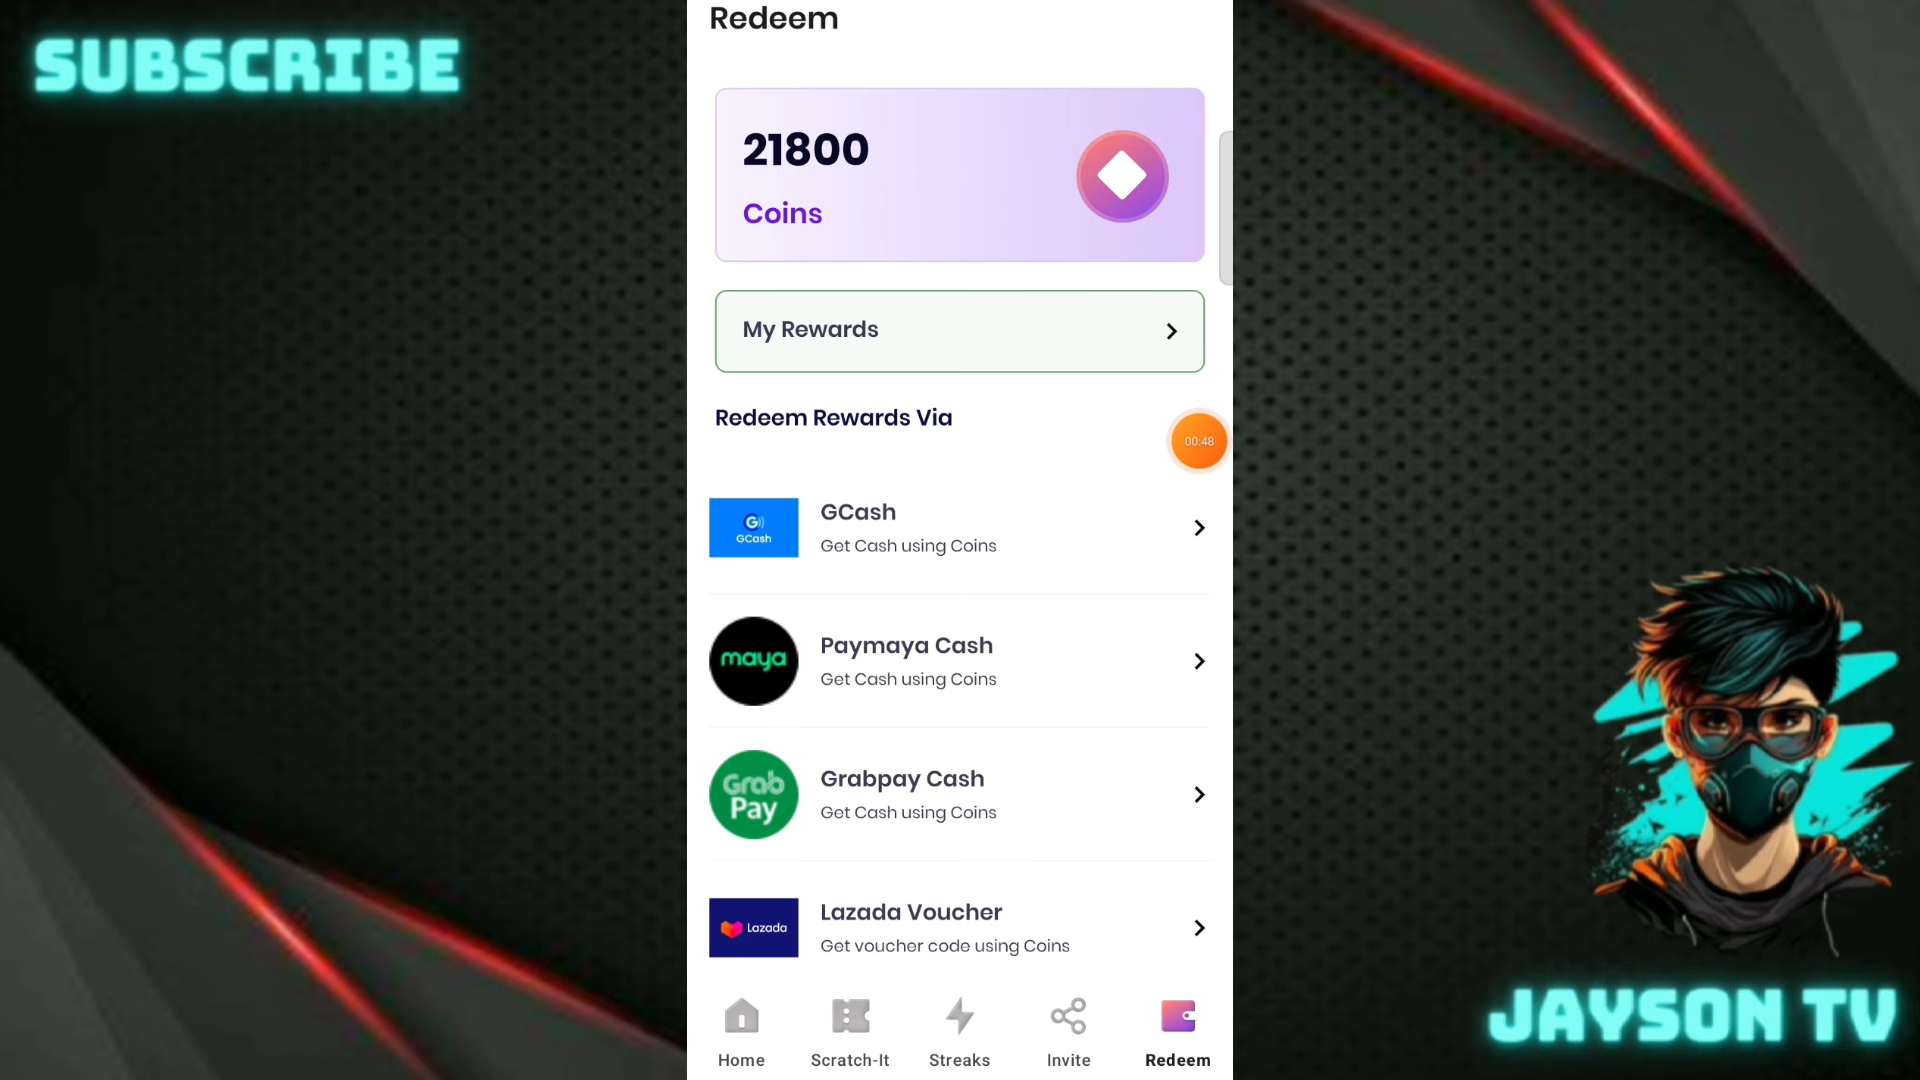 SUBSCRIBE
Redeem
21800
Coins
My Rewards
Redeem Rewards Via
00:48
G
GCash
GCash
Get Cash using Coins
maya
Paymaya Cash
Get Cash using Coins
Grab
Pay
Grabpay Cash
Get Cash using Coins
Lazada
Lazada Voucher
Get voucher code using Coins
Home
Scratch-It
Streaks
Invite
Redeem
JAYSON TV